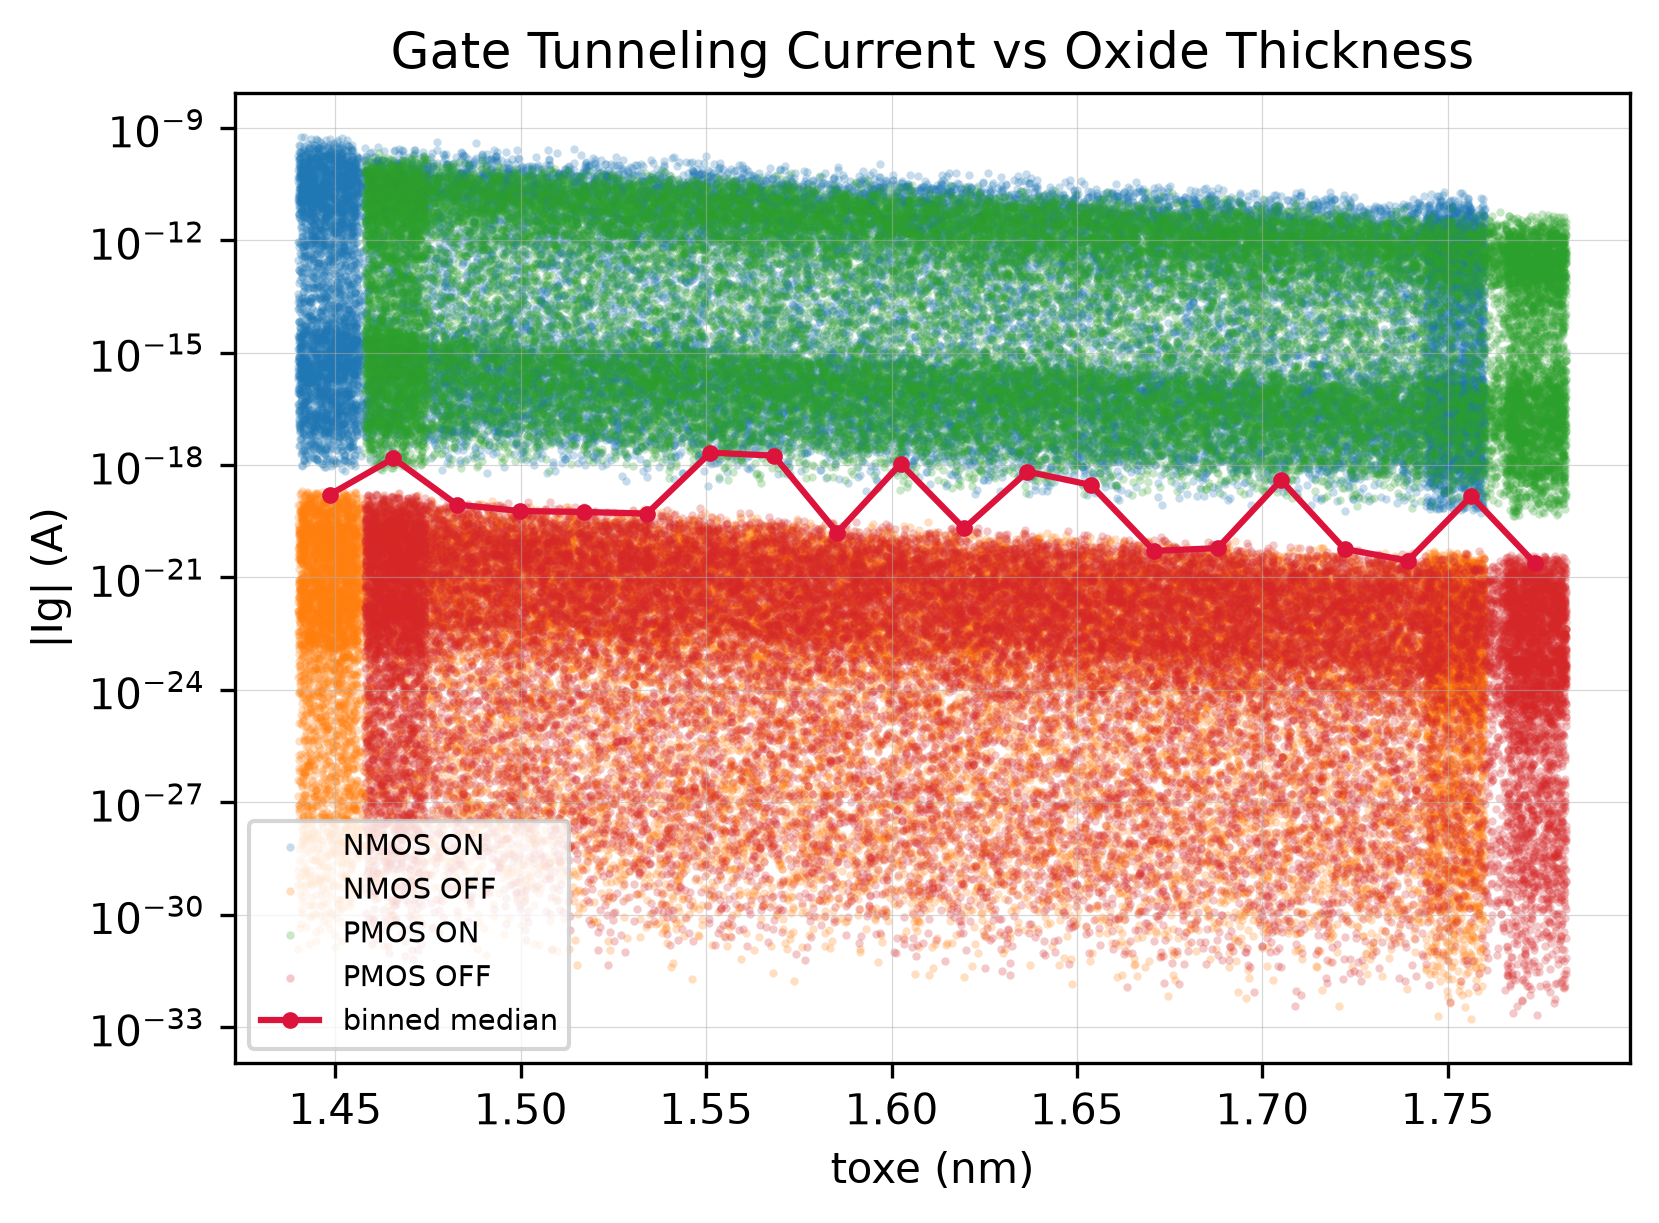 Gate Tunneling Current vs Oxide Thickness
|Ig| (A)
10⁻⁹
10⁻¹²
10⁻¹⁵
10⁻¹⁸
10⁻²¹
10⁻²⁴
10⁻²⁷
10⁻³⁰
10⁻³³
NMOS ON
NMOS OFF
PMOS ON
PMOS OFF
binned median
1.45 1.50 1.55 1.60 1.65 1.70 1.75
toxe (nm)